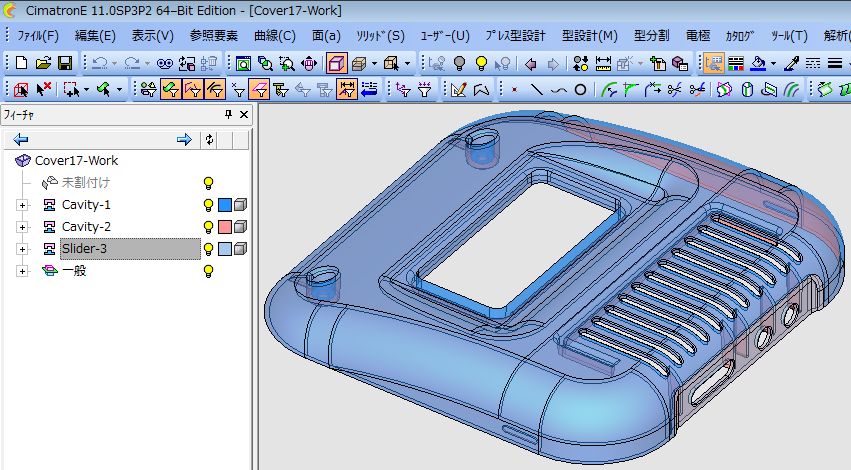 CimatronE 11.0SP3P2 64-Bit Edition - [Cover17-Work]
ﾌｧｲﾙ(F) 編集(E) 表示(V) 参照要素 曲線(C) 面(a) ｿﾘｯﾄﾞ(S) ﾕｰｻﾞｰ(U) ﾌﾟﾚｽ型設計 型設計(M) 型分割 電極 ｶﾀﾛｸﾞ ﾂｰﾙ(T) 解析(
ﾌｨｰﾁｬ
Cover17-Work
未割付け
Cavity-1
Cavity-2
Slider-3
一般